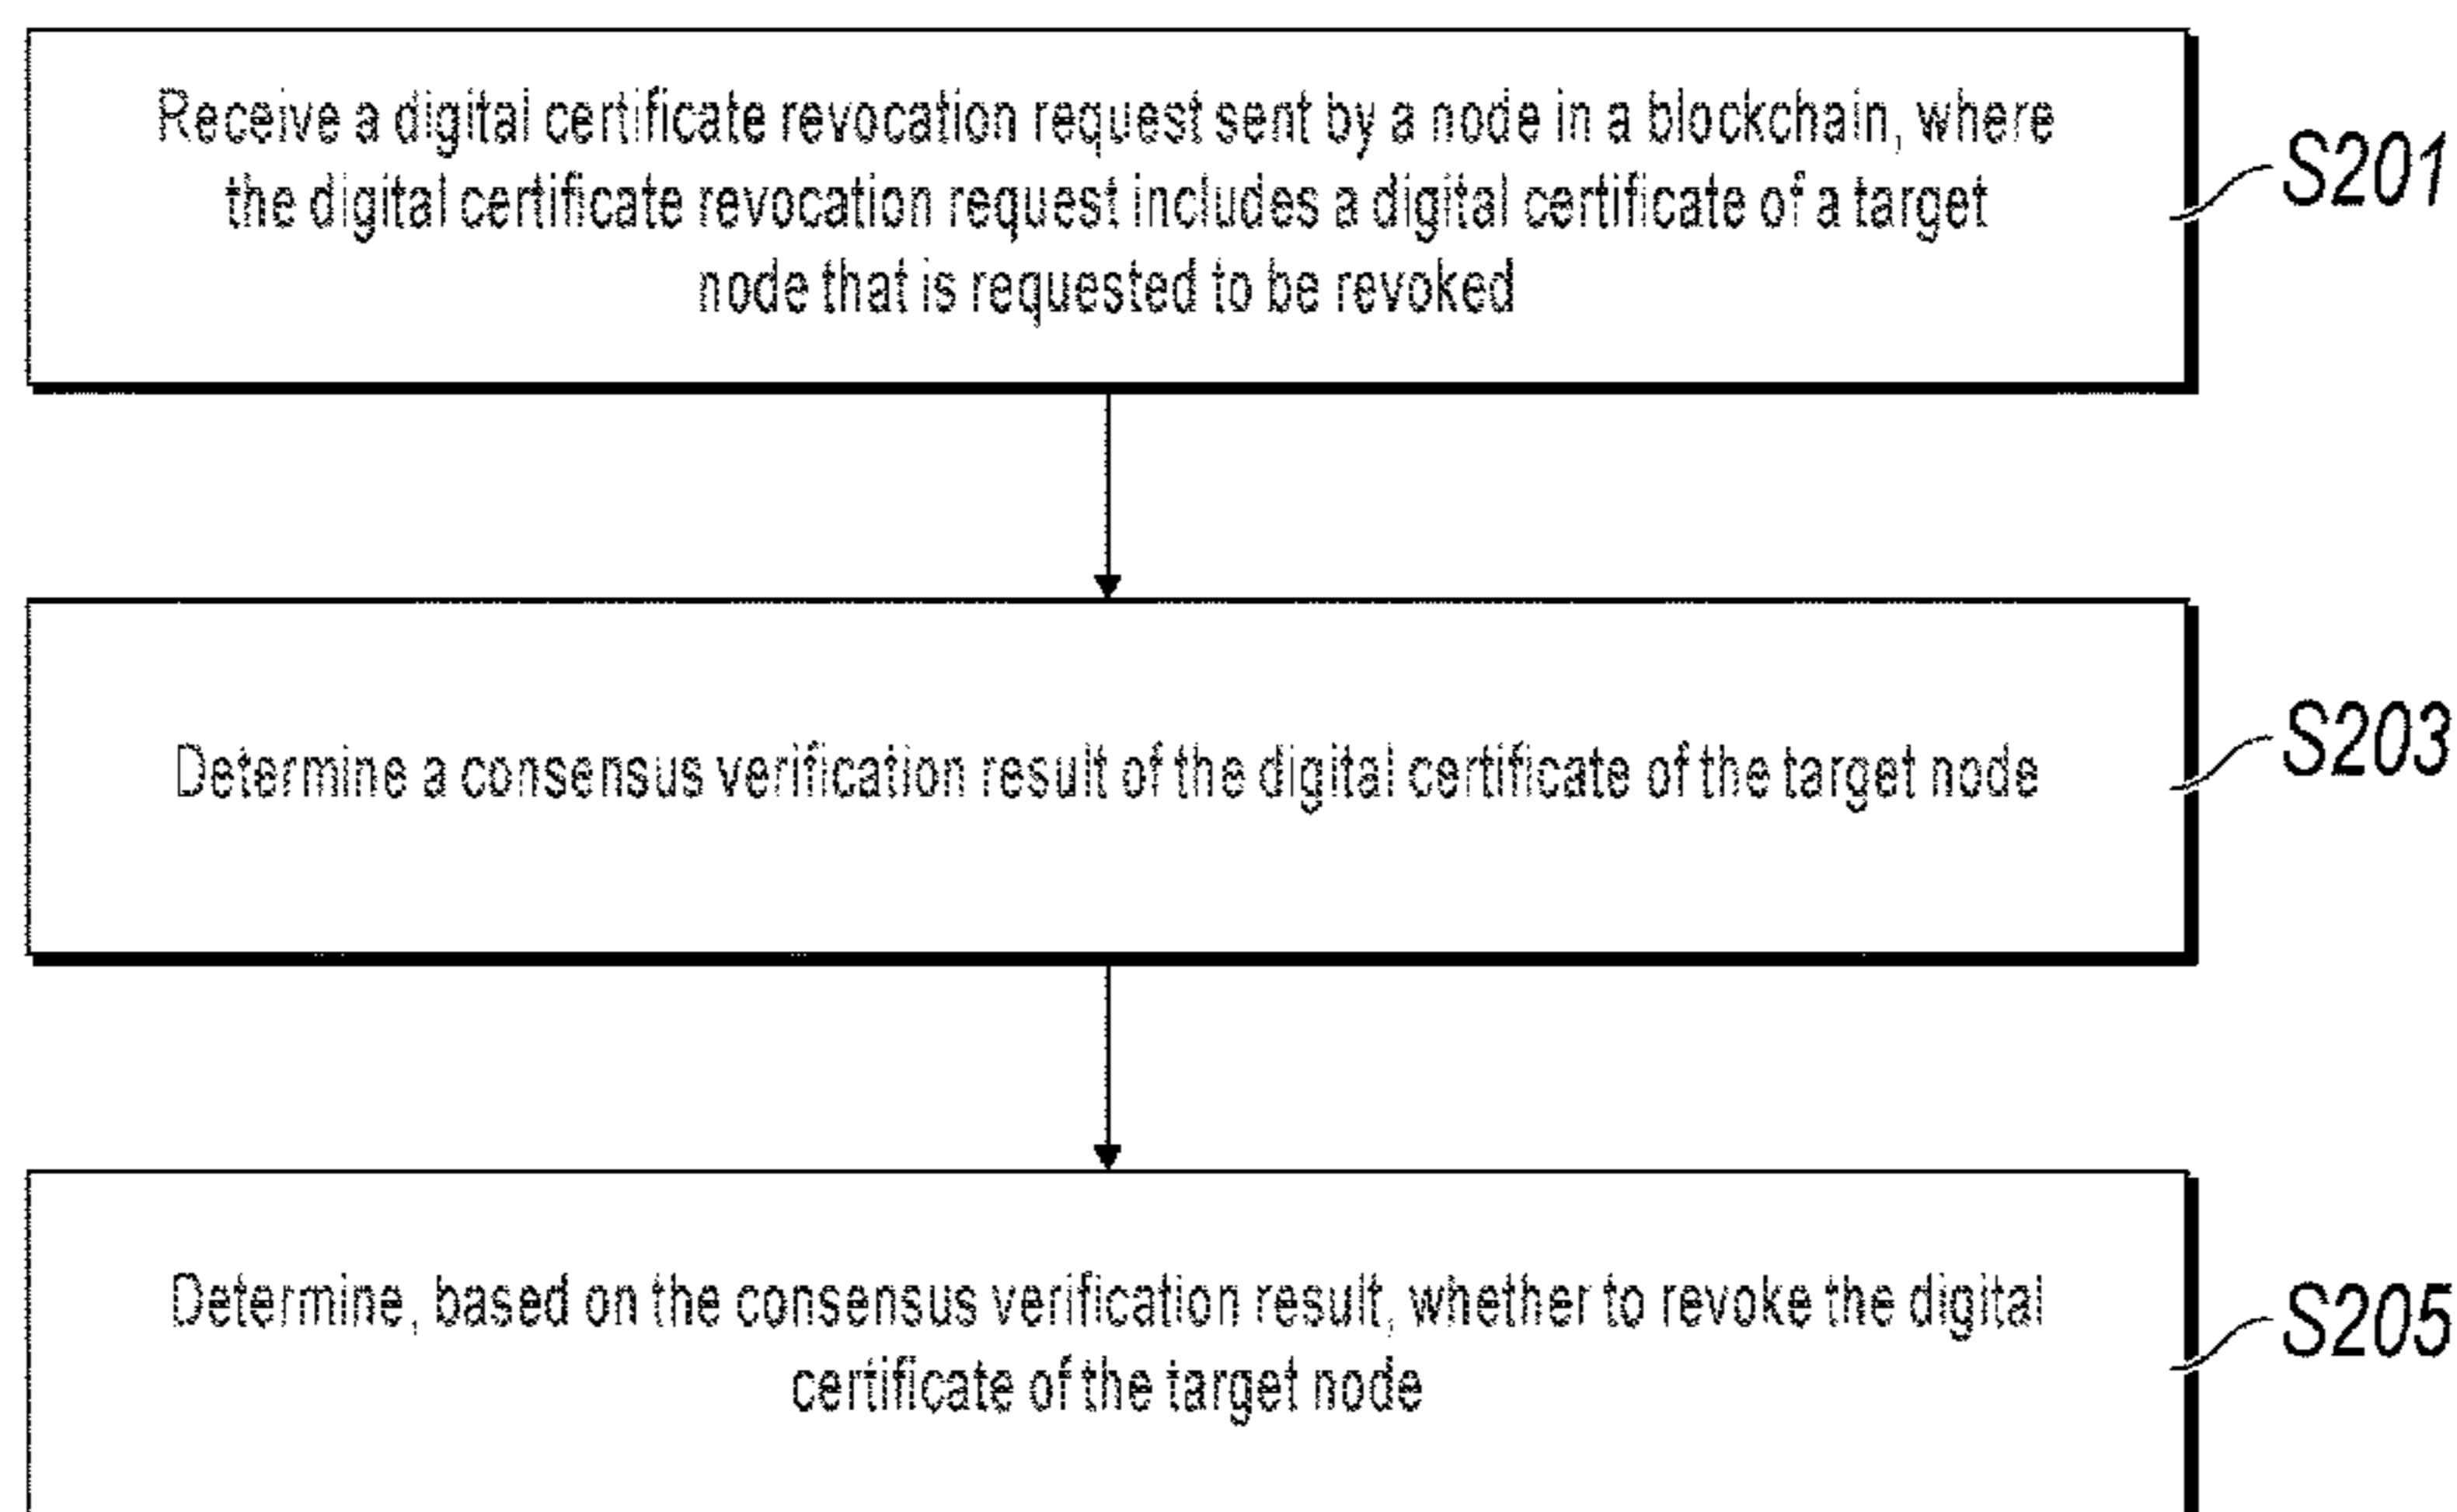 Receive a digital certificate revocation request sent by a node in a blockchain, where
the digital certificate revocation request includes a digital certificate of a target
node that is requested to be revoked
S201
Determine a consensus verification result of the digital certificate of the target node
S203
Determine, based on the consensus verification result, whether to revoke the digital
certificate of the target node
S205